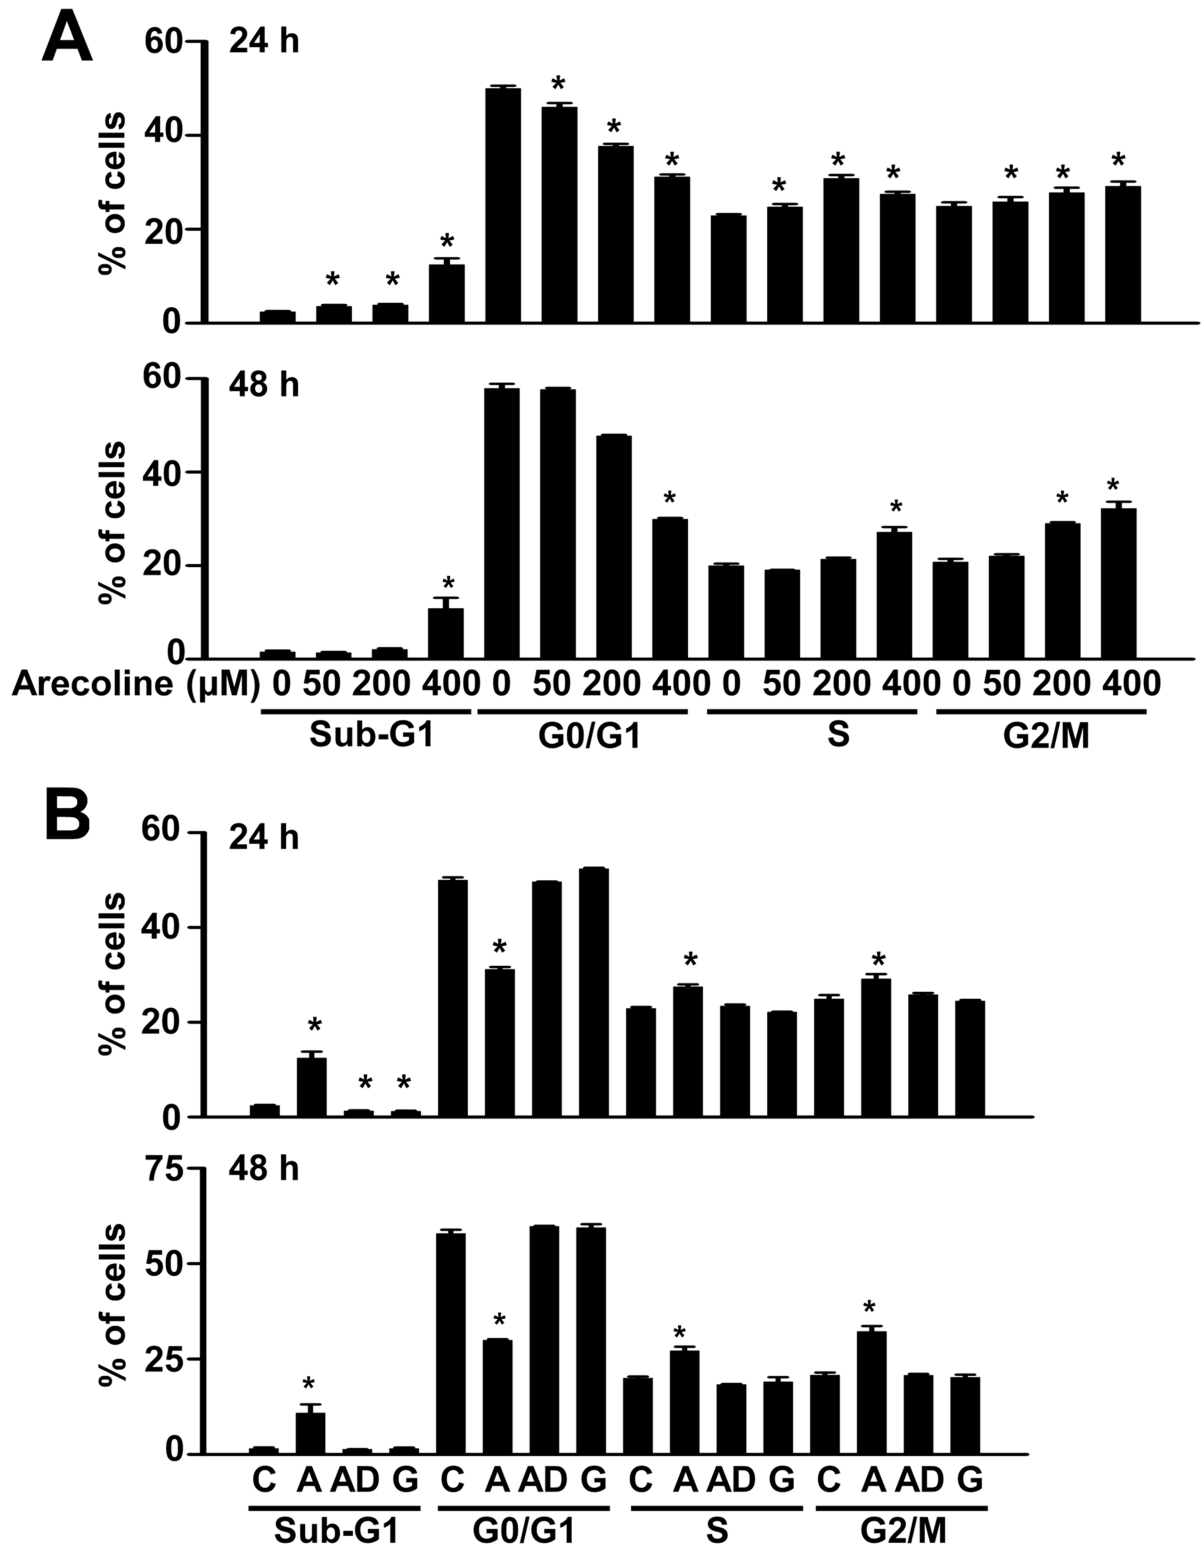 A
24 h
% of cells
60
40
20
0
* * * * * * * * * * * *
48 h
% of cells
60
40
20
0
* * * * *
Arecoline (µM) 0 50 200 400 0 50 200 400 0 50 200 400 0 50 200 400
Sub-G1 G0/G1 S G2/M
B
24 h
% of cells
60
40
20
0
* * * * * *
48 h
% of cells
75
50
25
0
* * * *
C A AD G C A AD G C A AD G C A AD G
Sub-G1 G0/G1 S G2/M